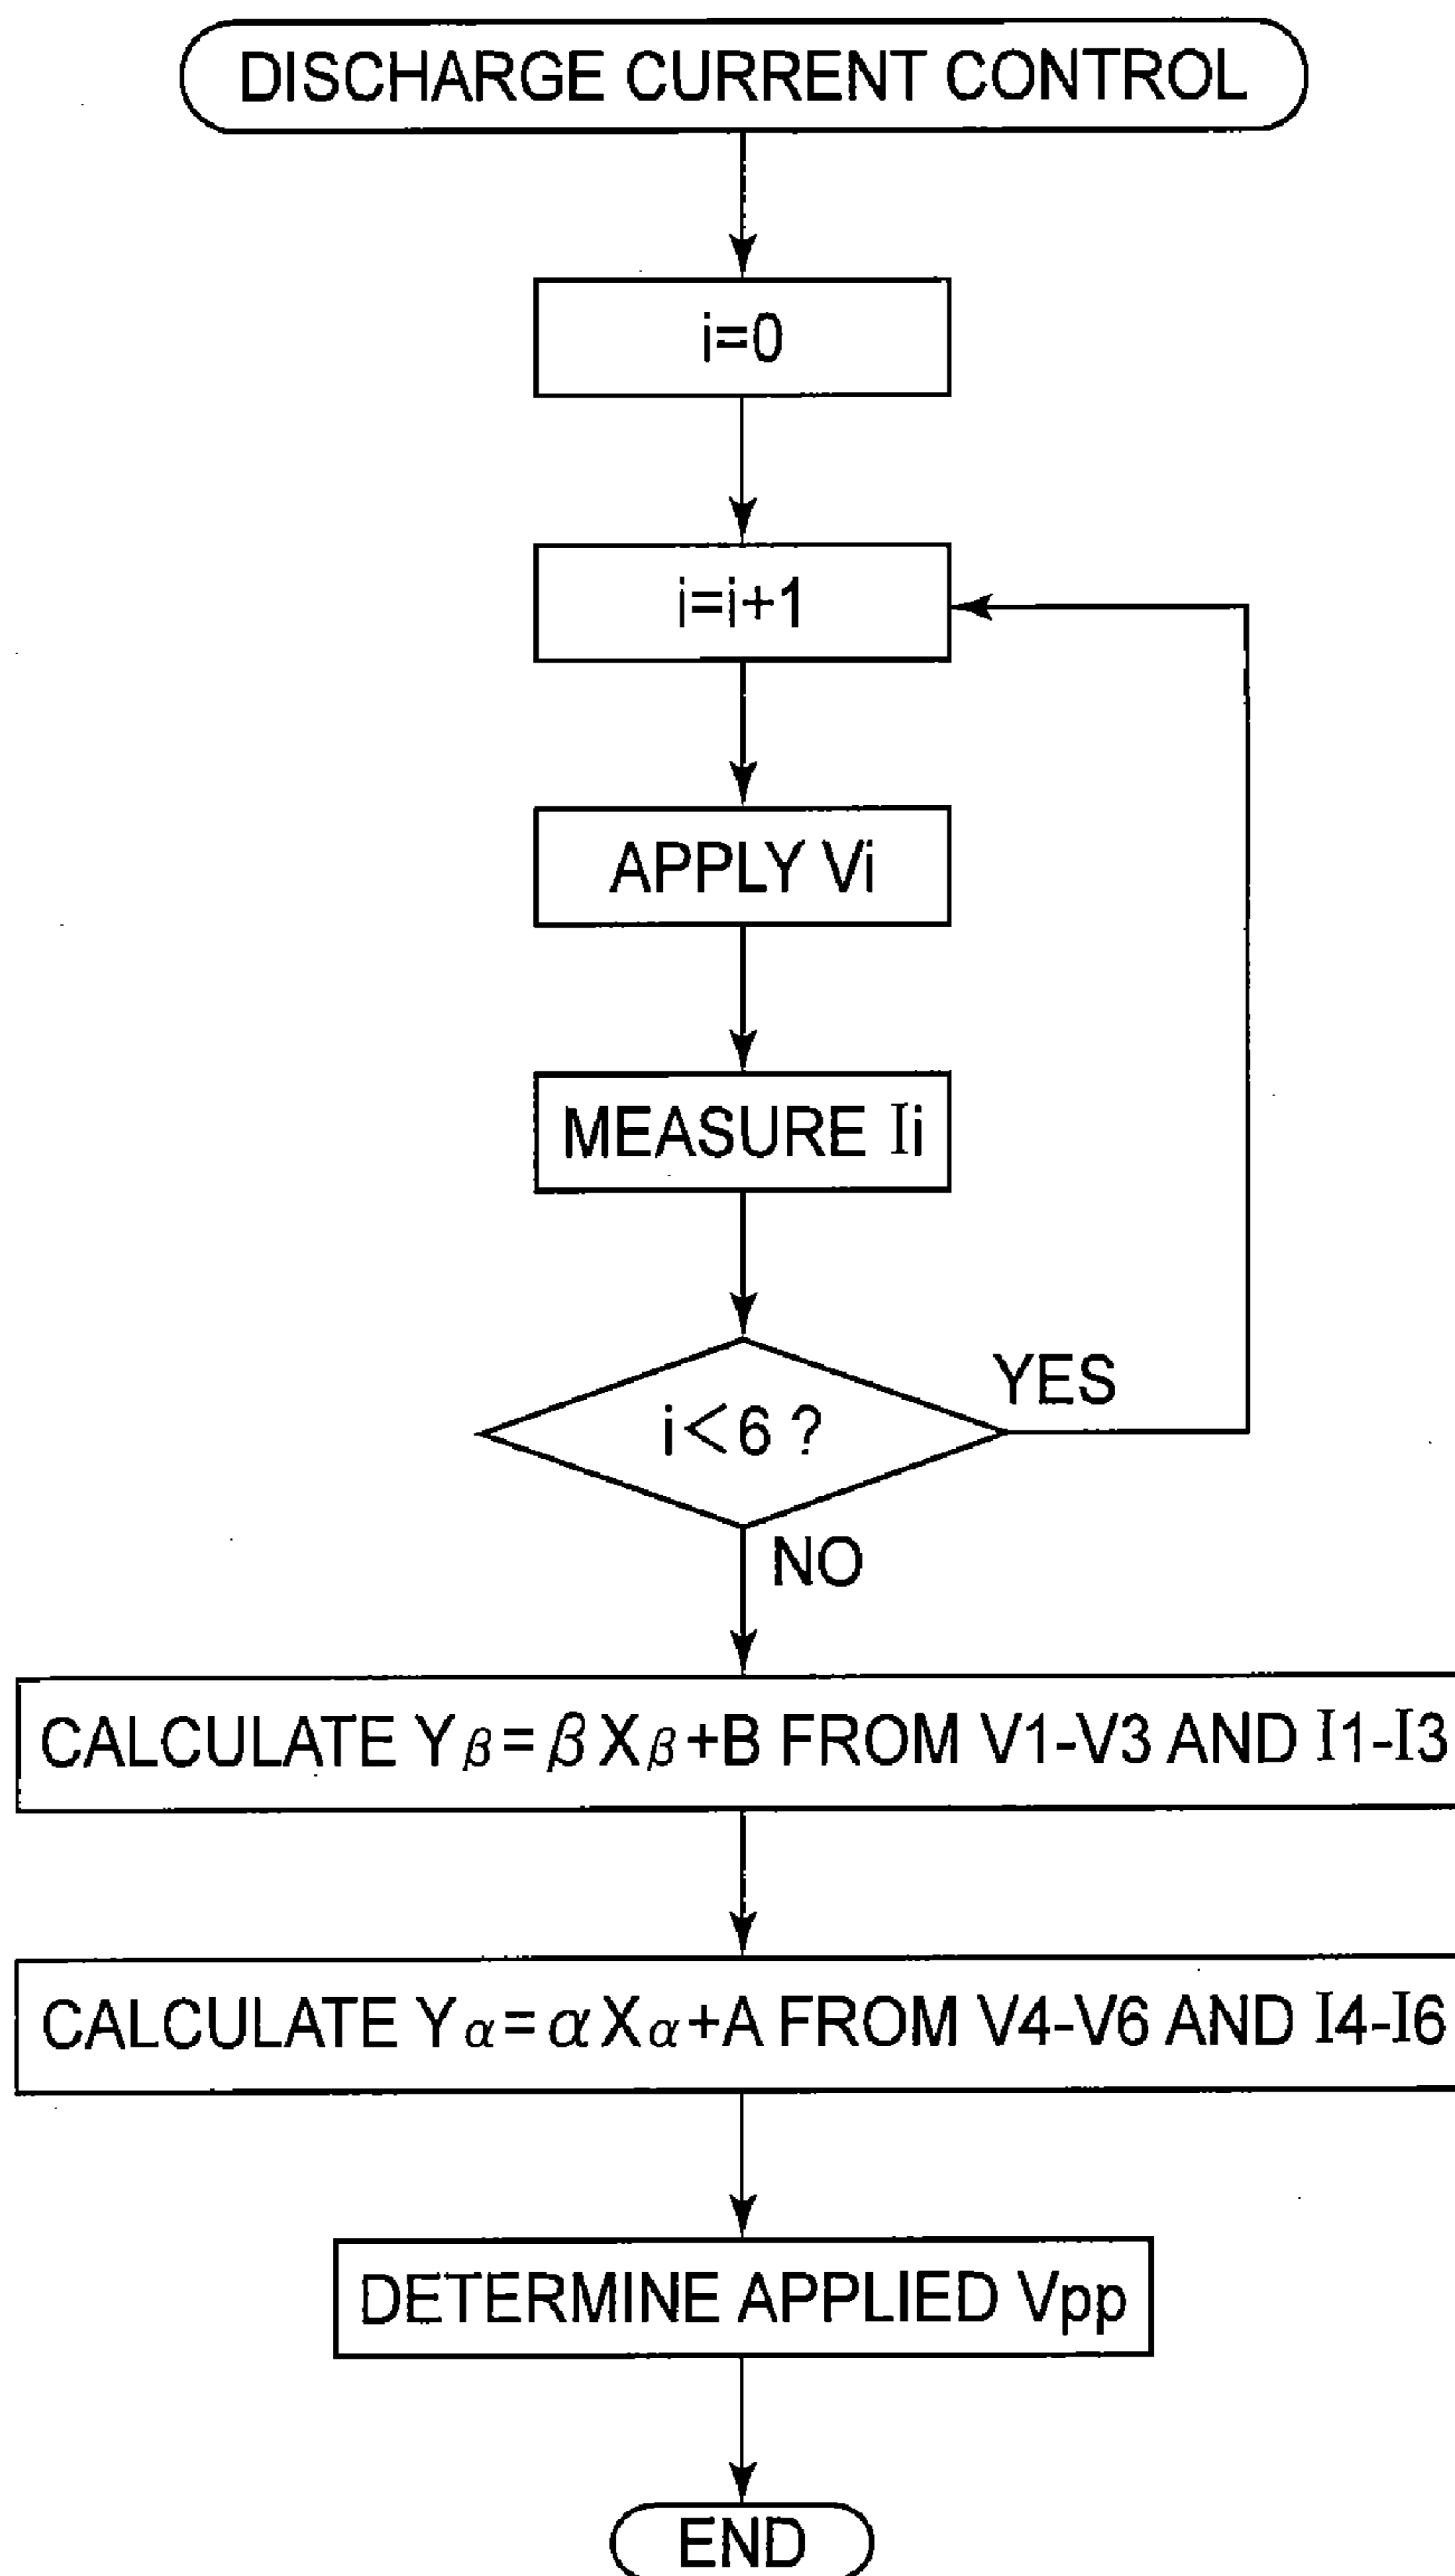 DISCHARGE CURRENT CONTROL
i=0
i=i+1
APPLY Vi
MEASURE Ii
i<6 ?
YES
NO
CALCULATE Yβ=βXβ+B FROM V1-V3 AND I1-I3
CALCULATE Yα=αXα+A FROM V4-V6 AND I4-I6
DETERMINE APPLIED Vpp
END